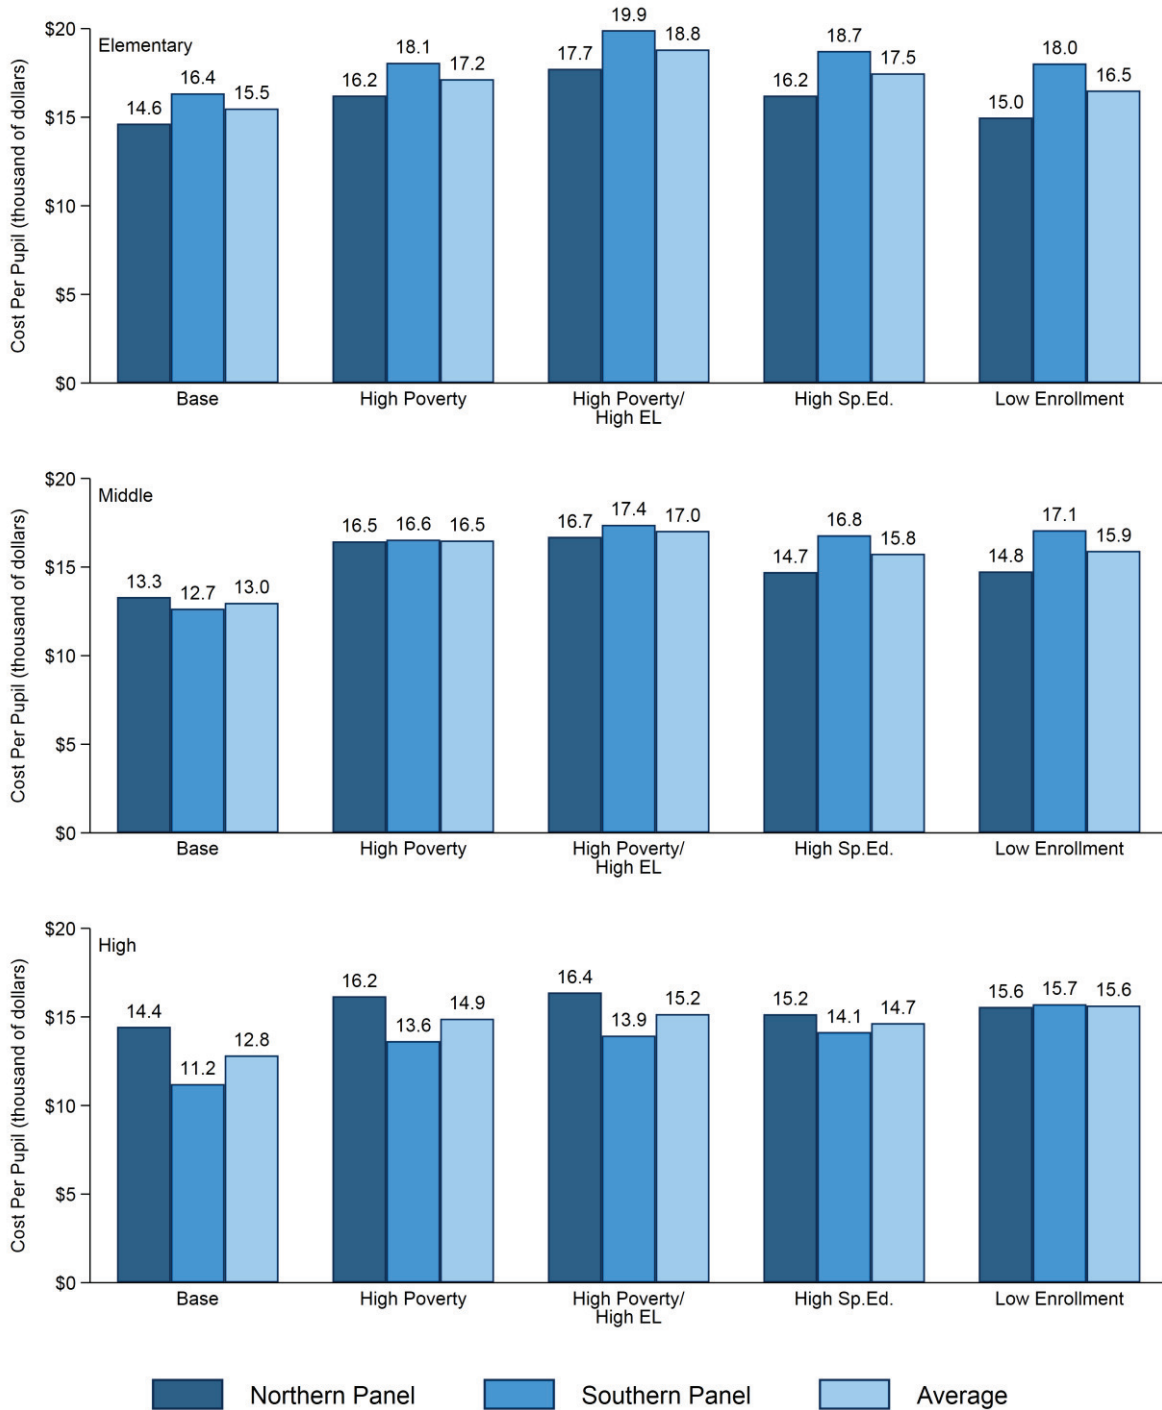 Elementary
Cost Per Pupil (thousand of dollars)
$20
$15
$10
$5
$0
14.6 16.4 15.5
16.2 18.1 17.2
17.7 19.9 18.8
16.2 18.7 17.5
15.0 18.0 16.5
Base
High Poverty
High Poverty/
High EL
High Sp.Ed.
Low Enrollment
Middle
Cost Per Pupil (thousand of dollars)
$20
$15
$10
$5
$0
13.3 12.7 13.0
16.5 16.6 16.5
16.7 17.4 17.0
14.7 16.8 15.8
14.8 17.1 15.9
Base
High Poverty
High Poverty/
High EL
High Sp.Ed.
Low Enrollment
High
Cost Per Pupil (thousand of dollars)
$20
$15
$10
$5
$0
14.4 11.2 12.8
16.2 13.6 14.9
16.4 13.9 15.2
15.2 14.1 14.7
15.6 15.7 15.6
Base
High Poverty
High Poverty/
High EL
High Sp.Ed.
Low Enrollment
Northern Panel
Southern Panel
Average